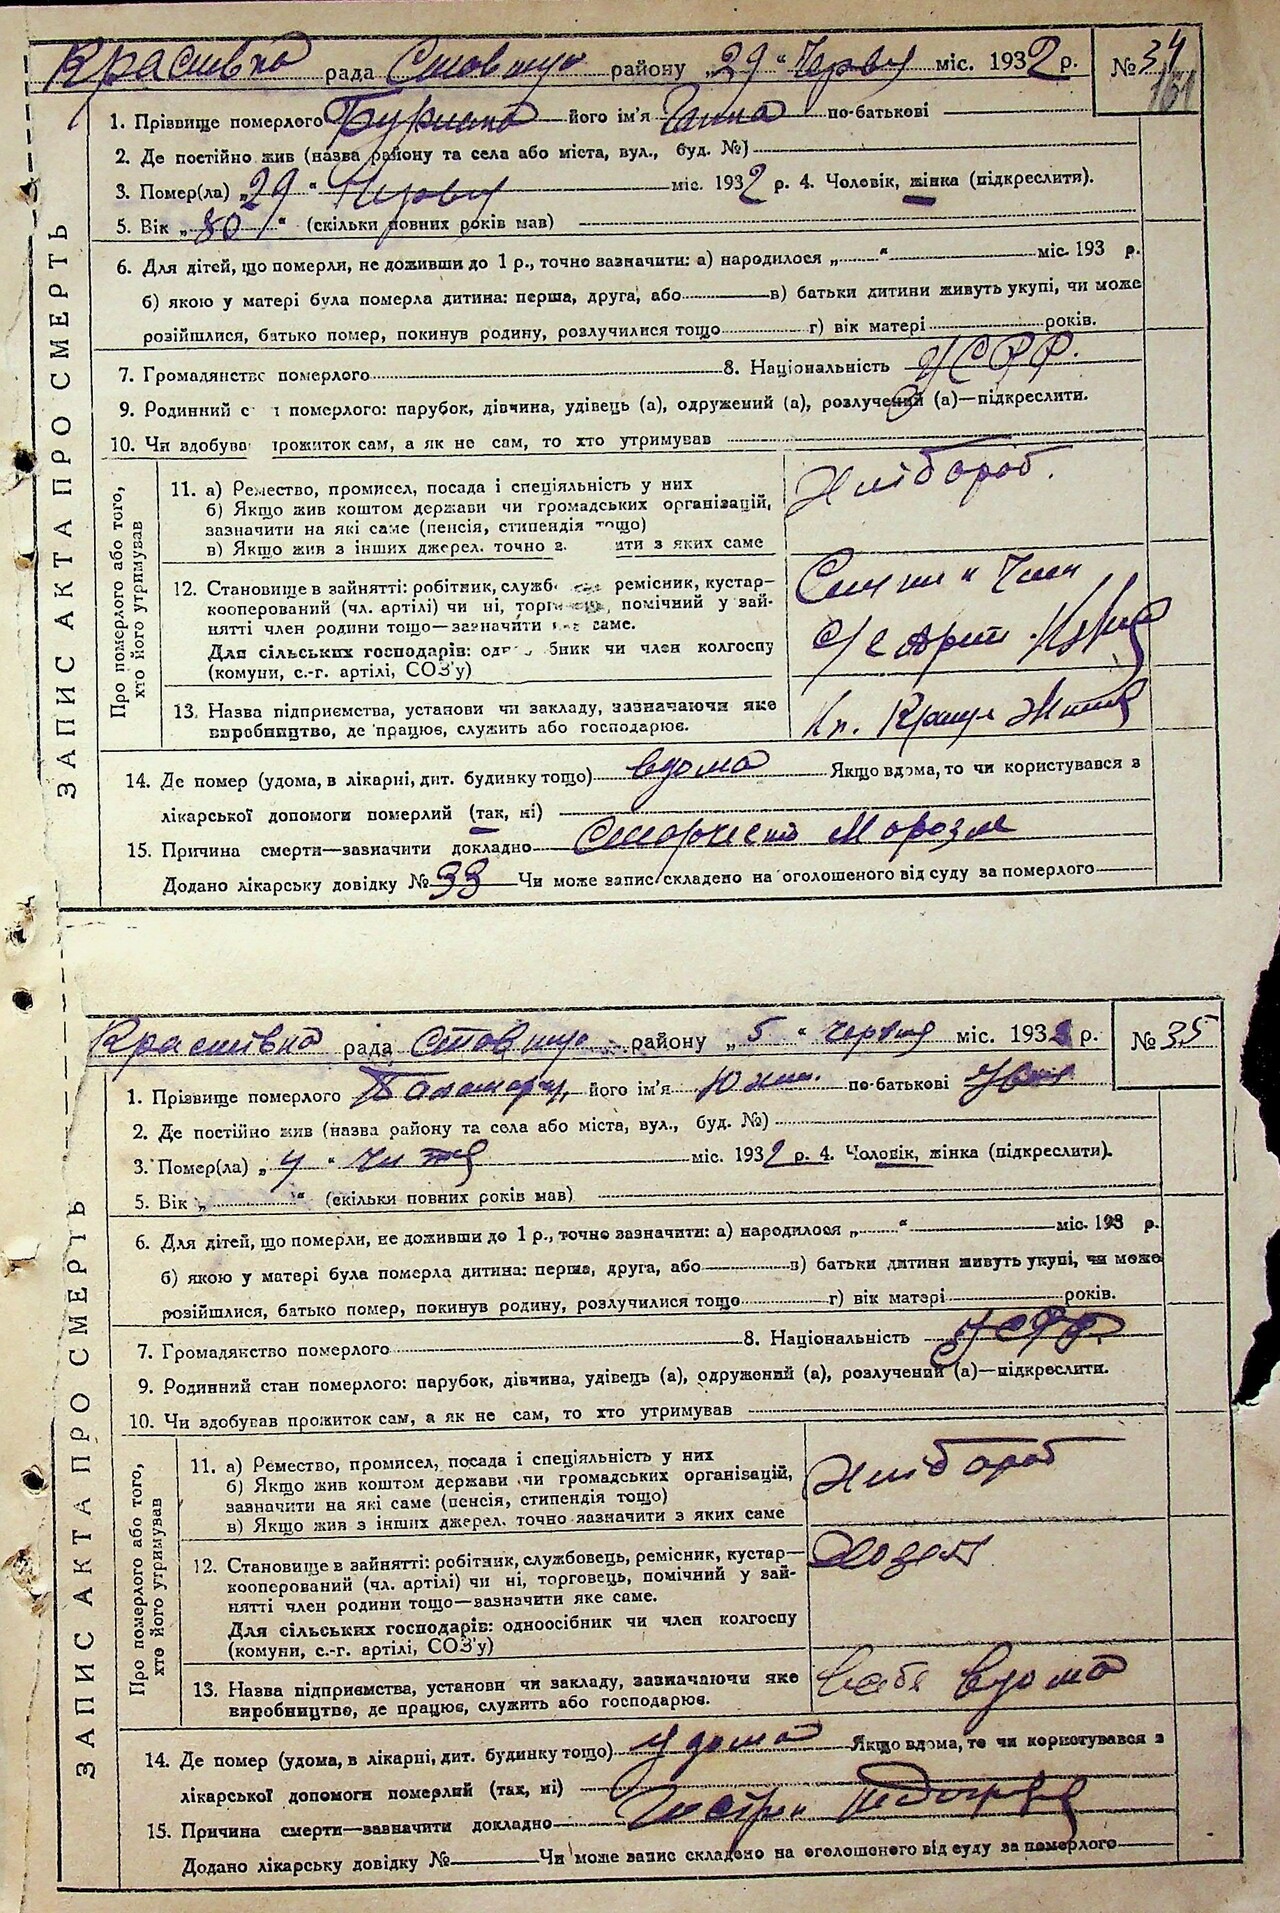 ЗАПИС АКТА ПРО СМЕРТЬ
Красівка рада район у „29“ Червня міс. 1932 р. № 34
151
1. Прізвище померлого його ім'я Ганна по-батькові
2. Де постійно жив (назва району та села або міста, вул., буд. №)
3. Помер(ла) „29“ Червня міс. 1932 р. 4. Чоловік, жінка (підкреслити).
5. Вік „80“ (скільки повних років мав)
6. Для дітей, що померли, не доживши до 1 р., точно зазначити: а) народилося „ “ міс. 193 р.
б) якою у матері була померла дитина: перша, друга, або в) батьки дитини живуть укупі, чи може
розійшлися, батько помер, покинув родину, розлучилися тощо г) вік матері років.
7. Громадянство померлого 8. Національність УСРР.
9. Родинний с н померлого: парубок, дівчина, удівець (а), одружений (а), розлучений (а)—підкреслити.
10. Чи здобува прожиток сам, а як не сам, то хто утримував
Про померлого або того,
хто його утримував
11. а) Ремество, промисел, посада і спеціяльність у них
б) Якщо жив коштом держави чи громадських організацій,
зазначити на які саме (пенсія, стипендія тощо)
в) Якщо жив з інших джерел. точно з ити з яких саме
Хлібороб.
12. Становище в зайнятті: робітник, службо ремісник, кустар—
кооперований (чл. артілі) чи ні, торг помічний у зай-
нятті член родини тощо—зазначити саме.
Для сільських господарів: од бник чи член колгоспу
(комуни, с.-г. артілі, СОЗ'у)
13. Назва підприємства, установи чи закладу, зазначаючи яке
виробництво, де працює, служить або господарює.
14. Де помер (удома, в лікарні, дит. будинку тощо) вдома Якщо вдома, то чи користувався з
лікарської допомоги померлий (так, ні)
15. Причина смерти—зазначити докладно
Додано лікарську довідку № 33 Чи може запис складено на оголошеного від суду за померлого
ЗАПИС АКТА ПРО СМЕРТЬ
Красівка рада район у „5“ червня міс. 193 р. № 35
1. Прізвище померлого його ім'я по-батькові
2. Де постійно жив (назва району та села або міста, вул., буд. №)
3. Помер(ла) „4“ міс. 1932 р. 4. Чоловік, жінка (підкреслити).
5. Вік „ “ (скільки повних років мав)
6. Для дітей, що померли, не доживши до 1 р., точно зазначити: а) народилося „ “ міс. 193 р.
б) якою у матері була померла дитина: перша, друга, або в) батьки дитини живуть укупі, чи може
розійшлися, батько помер, покинув родину, розлучилися тощо г) вік матері років.
7. Громадянство померлого 8. Національність УСРР.
9. Родинний стан померлого: парубок, дівчина, удівець (а), одружений (а), розлучений (а)—підкреслити.
10. Чи здобував прожиток сам, а як не сам, то хто утримував
Про померлого або того,
хто його утримував
11. а) Ремество, промисел, посада і спеціяльність у них
б) Якщо жив коштом держави чи громадських організацій,
зазначити на які саме (пенсія, стипендія тощо)
в) Якщо жив з інших джерел. точно зазначити з яких саме
Хлібороб
12. Становище в зайнятті: робітник, службовець, ремісник, кустар—
кооперований (чл. артілі) чи ні, торговець, помічний у зай-
нятті член родини тощо—зазначити яке саме.
Для сільських господарів: одноосібник чи член колгоспу
(комуни, с.-г. артілі, СОЗ'у)
Хозяїн
13. Назва підприємства, установи чи закладу, зазначаючи яке
виробництво, де працює, служить або господарює.
всебе вдома
14. Де помер (удома, в лікарні, дит. будинку тощо) удома Якщо вдома, то чи користувався з
лікарської допомоги померлий (так, ні)
15. Причина смерти—зазначити докладно
Додано лікарську довідку № Чи може запис складено на оголошеного від суду за померлого